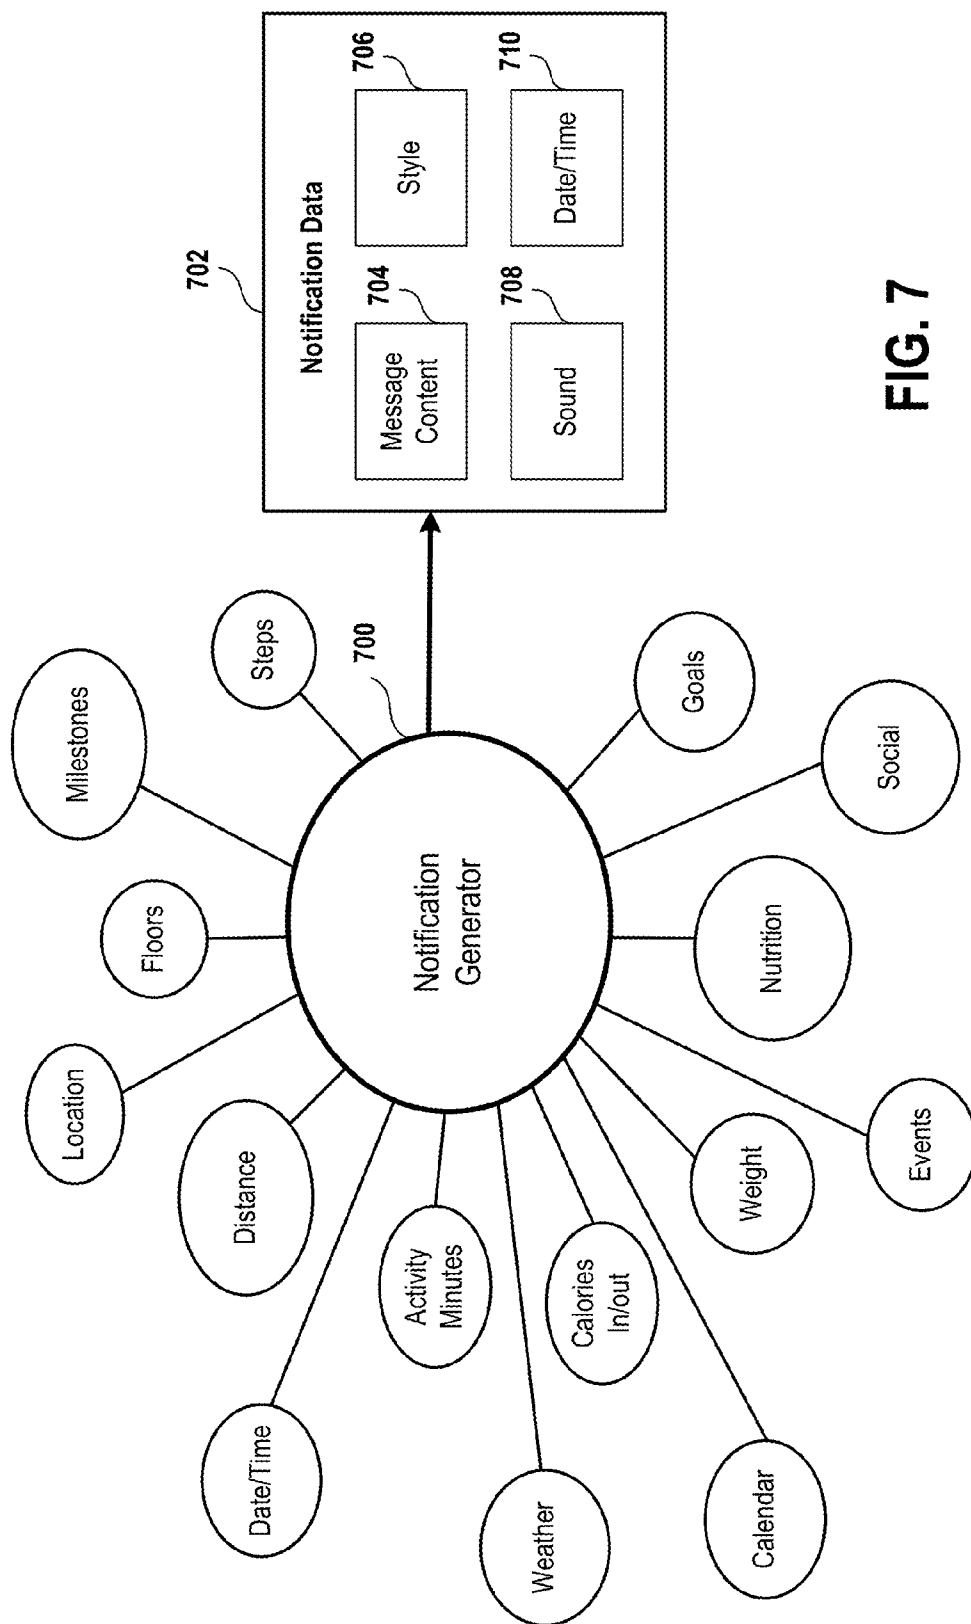 Milestones
Steps
Floors
Location
Distance
Date/Time
Activity
Minutes
Weather
Calories
In/out
Calendar
Weight
Events
Nutrition
Social
Goals
Notification
Generator
700
702
Notification Data
704
Message
Content
706
Style
708
Sound
710
Date/Time
FIG. 7